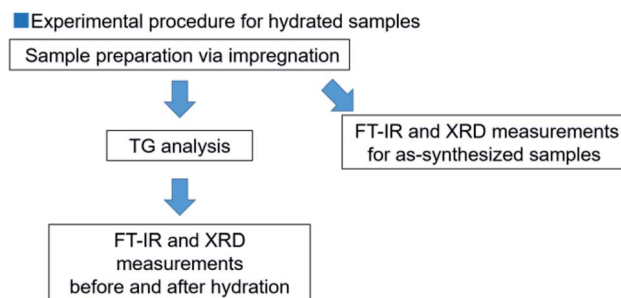 ■Experimental procedure for hydrated samples
Sample preparation via impregnation
TG analysis
FT-IR and XRD measurements
for as-synthesized samples
FT-IR and XRD
measurements
before and after hydration